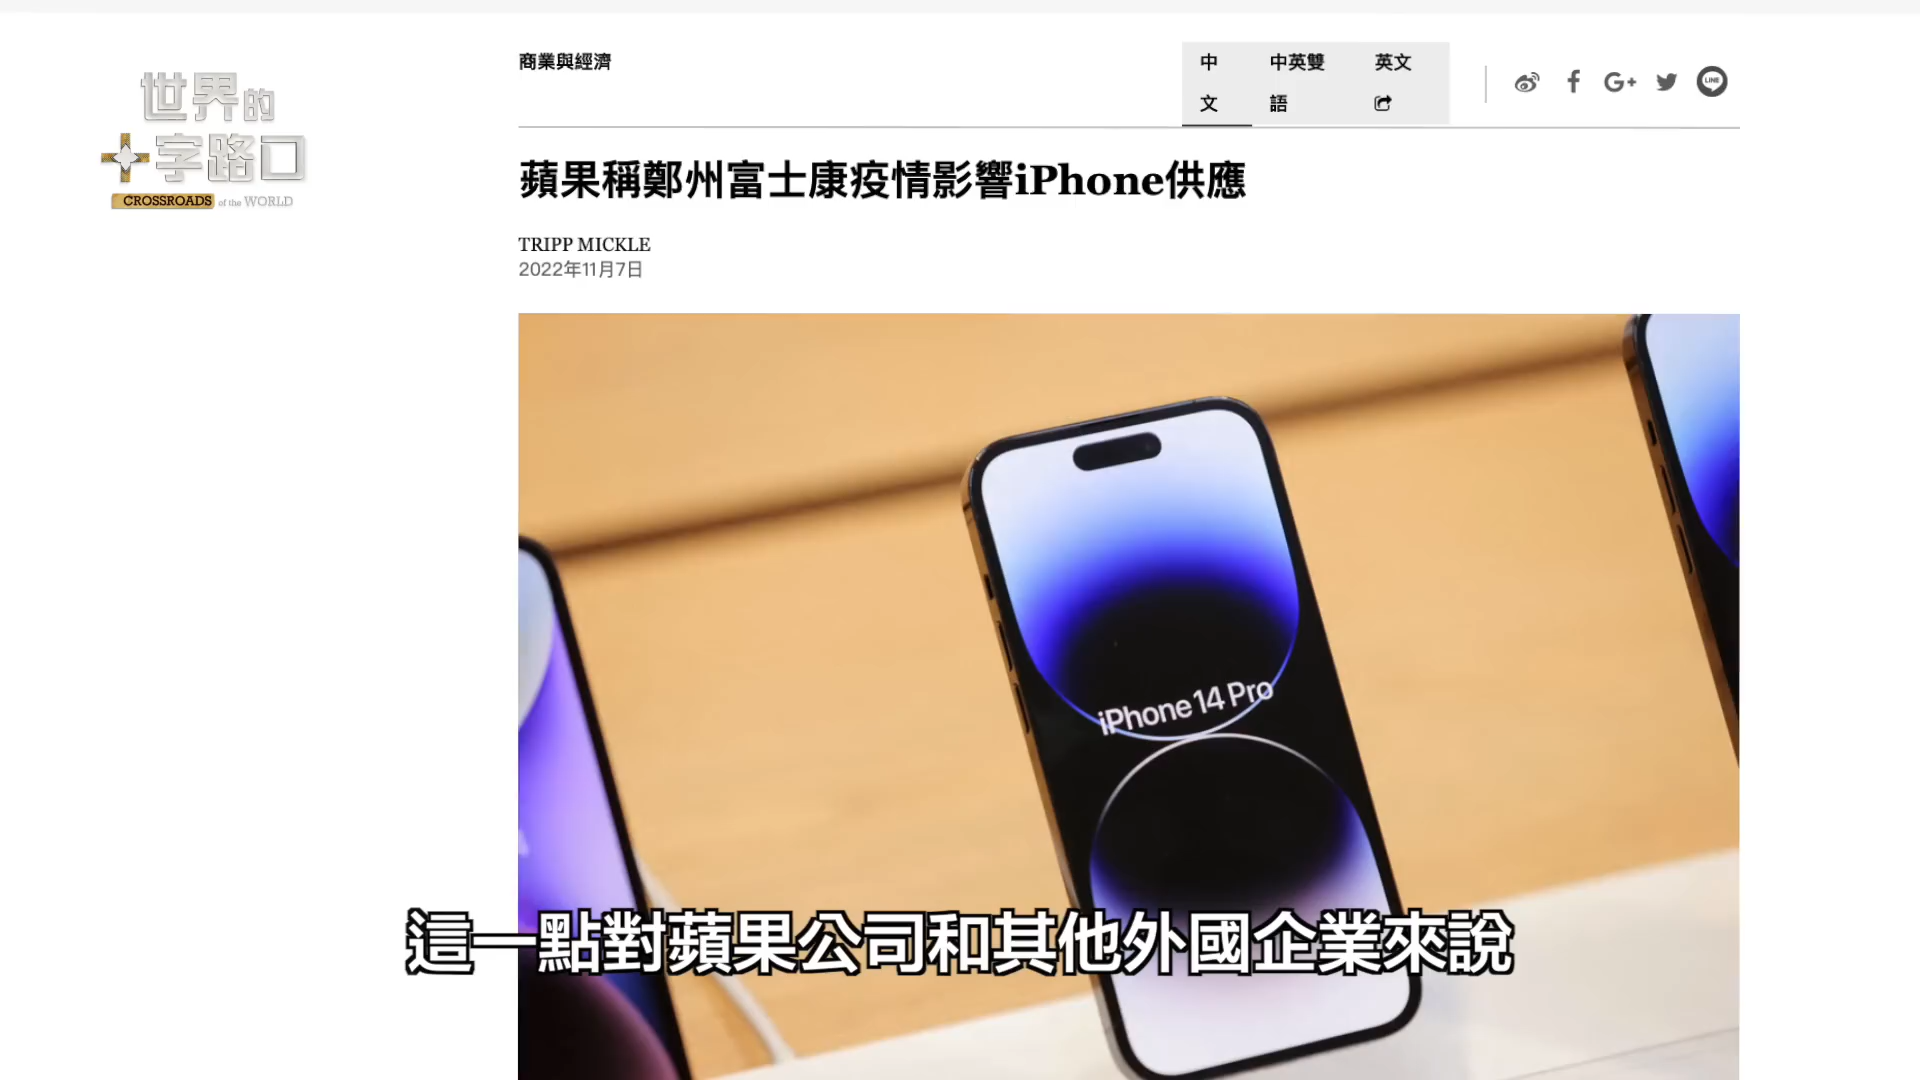 世界的
十字路口
CROSSROADS of the WORLD
商業與經濟
中文
中英雙語
英文
LINE
蘋果稱鄭州富士康疫情影響iPhone供應
TRIPP MICKLE
2022年11月7日
iPhone 14 Pro
這一點對蘋果公司和其他外國企業來說